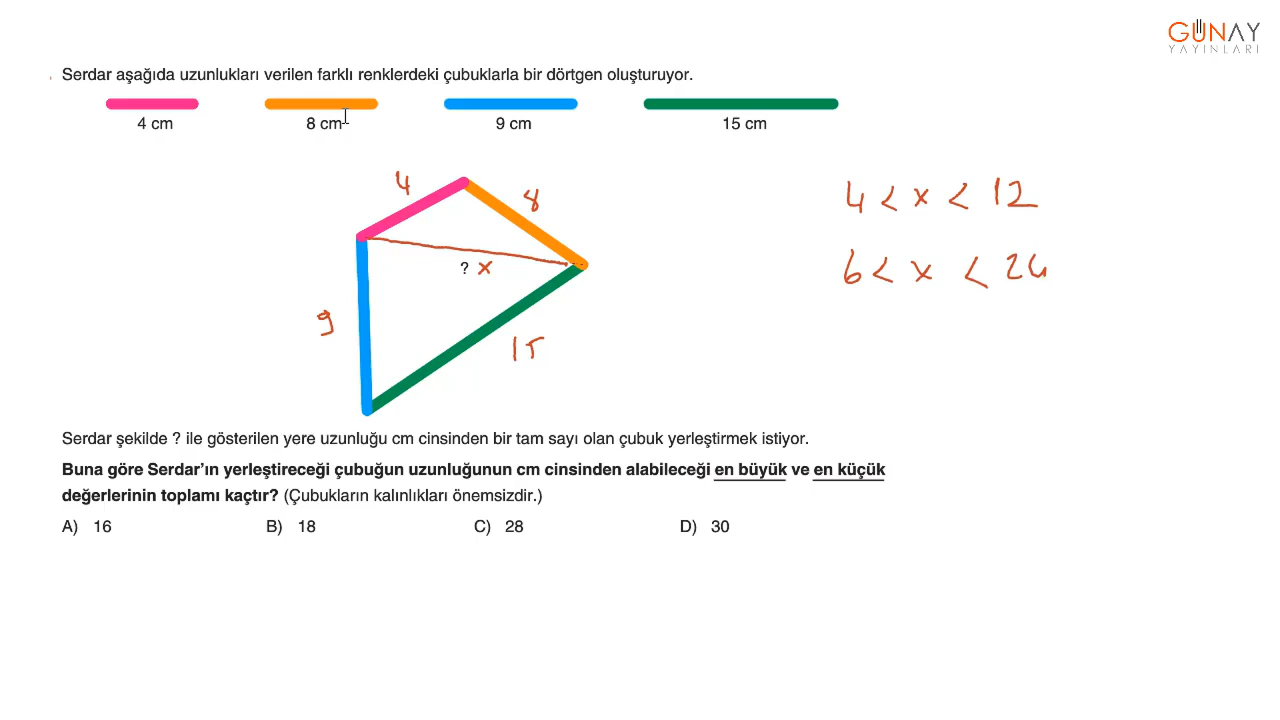 GÜNAY
YAYINLARI
Serdar aşağıda uzunlukları verilen farklı renklerdeki çubuklarla bir dörtgen oluşturuyor.
4 cm 8 cm 9 cm 15 cm
4
8
? x
9
15
4 < x < 12
6 < x < 24
Serdar şekilde ? ile gösterilen yere uzunluğu cm cinsinden bir tam sayı olan çubuk yerleştirmek istiyor.
Buna göre Serdar'ın yerleştireceği çubuğun uzunluğunun cm cinsinden alabileceği en büyük ve en küçük
değerlerinin toplamı kaçtır? (Çubukların kalınlıkları önemsizdir.)
A) 16 B) 18 C) 28 D) 30